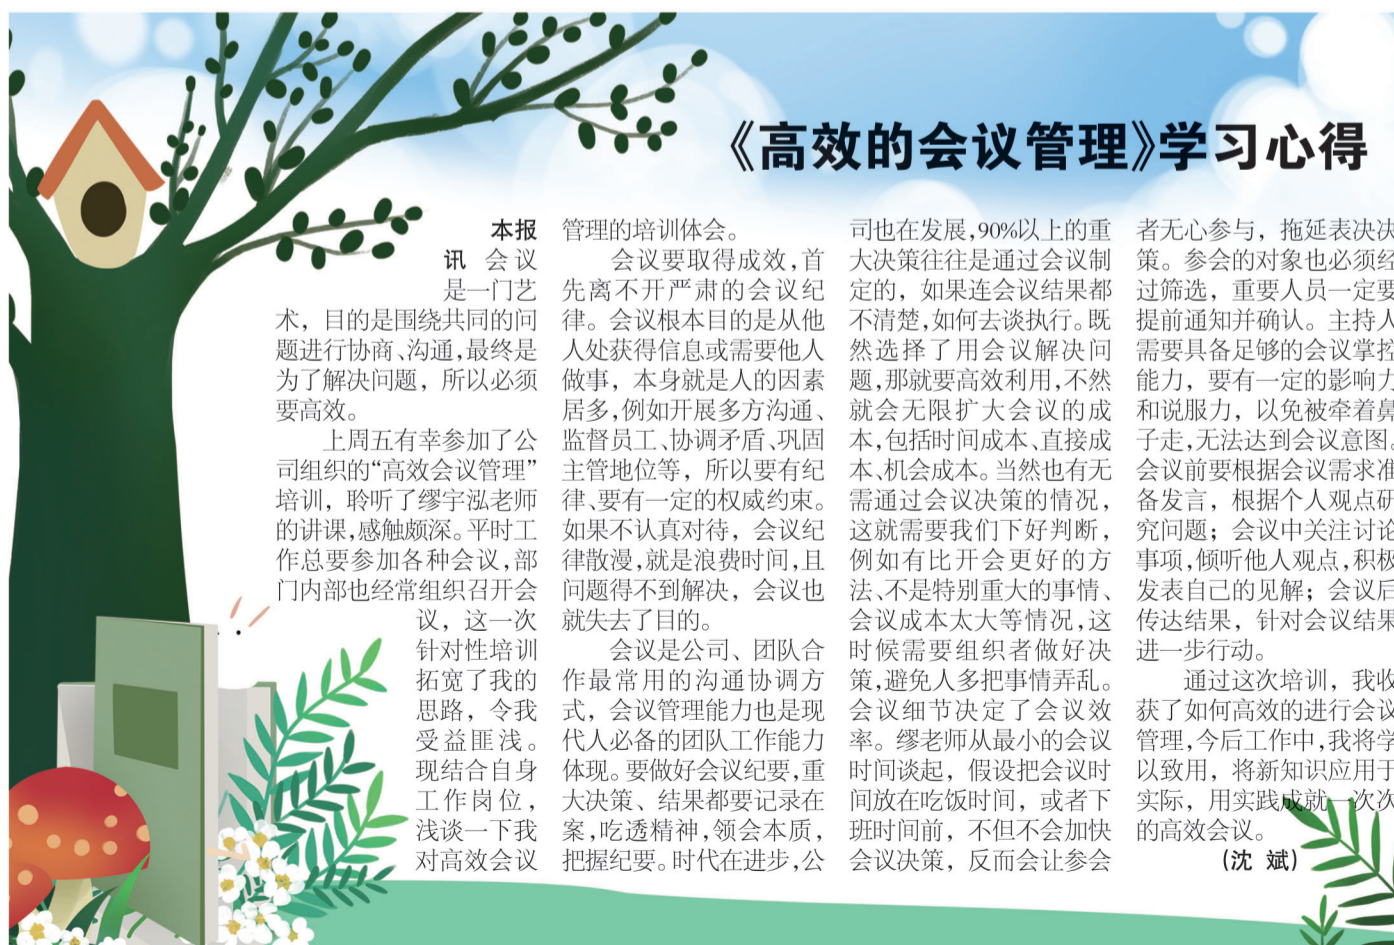 《高效的会议管理》学习心得
本报
讯 会议
是一门艺
术，目的是围绕共同的问
题进行协商、沟通，最终是
为了解决问题，所以必须
要高效。
上周五有幸参加了公
司组织的“高效会议管理”
培训，聆听了缪宇泓老师
的讲课，感触颇深。平时工
作总要参加各种会议，部
门内部也经常组织召开会
议，这一次
针对性培训
拓宽了我的
思路，令我
受益匪浅。
现结合自身
工作岗位，
浅谈一下我
对高效会议
管理的培训体会。
会议要取得成效，首
先离不开严肃的会议纪
律。会议根本目的是从他
人处获得信息或需要他人
做事，本身就是人的因素
居多，例如开展多方沟通、
监督员工、协调矛盾、巩固
主管地位等，所以要有纪
律、要有一定的权威约束。
如果不认真对待，会议纪
律散漫，就是浪费时间，且
问题得不到解决，会议也
就失去了目的。
会议是公司、团队合
作最常用的沟通协调方
式，会议管理能力也是现
代人必备的团队工作能力
体现。要做好会议纪要，重
大决策、结果都要记录在
案，吃透精神，领会本质，
把握纪要。时代在进步，公
司也在发展，90%以上的重
大决策往往是通过会议制
定的，如果连会议结果都
不清楚，如何去谈执行。既
然选择了用会议解决问
题，那就要高效利用，不然
就会无限扩大会议的成
本，包括时间成本、直接成
本、机会成本。当然也有无
需通过会议决策的情况，
这就需要我们下好判断，
例如有比开会更好的方
法、不是特别重大的事情、
会议成本太大等情况，这
时候需要组织者做好决
策，避免人多把事情弄乱。
会议细节决定了会议效
率。缪老师从最小的会议
时间谈起，假设把会议时
间放在吃饭时间，或者下
班时间前，不但不会加快
会议决策，反而会让参会
者无心参与，拖延表决决
策。参会的对象也必须经
过筛选，重要人员一定要
提前通知并确认。主持人
需要具备足够的会议掌控
能力，要有一定的影响力
和说服力，以免被牵着鼻
子走，无法达到会议意图。
会议前要根据会议需求准
备发言，根据个人观点研
究问题；会议中关注讨论
事项，倾听他人观点，积极
发表自己的见解；会议后
传达结果，针对会议结果
进一步行动。
通过这次培训，我收
获了如何高效的进行会议
管理，今后工作中，我将学
以致用，将新知识应用于
实际，用实践成就一次次
的高效会议。
（沈 斌）